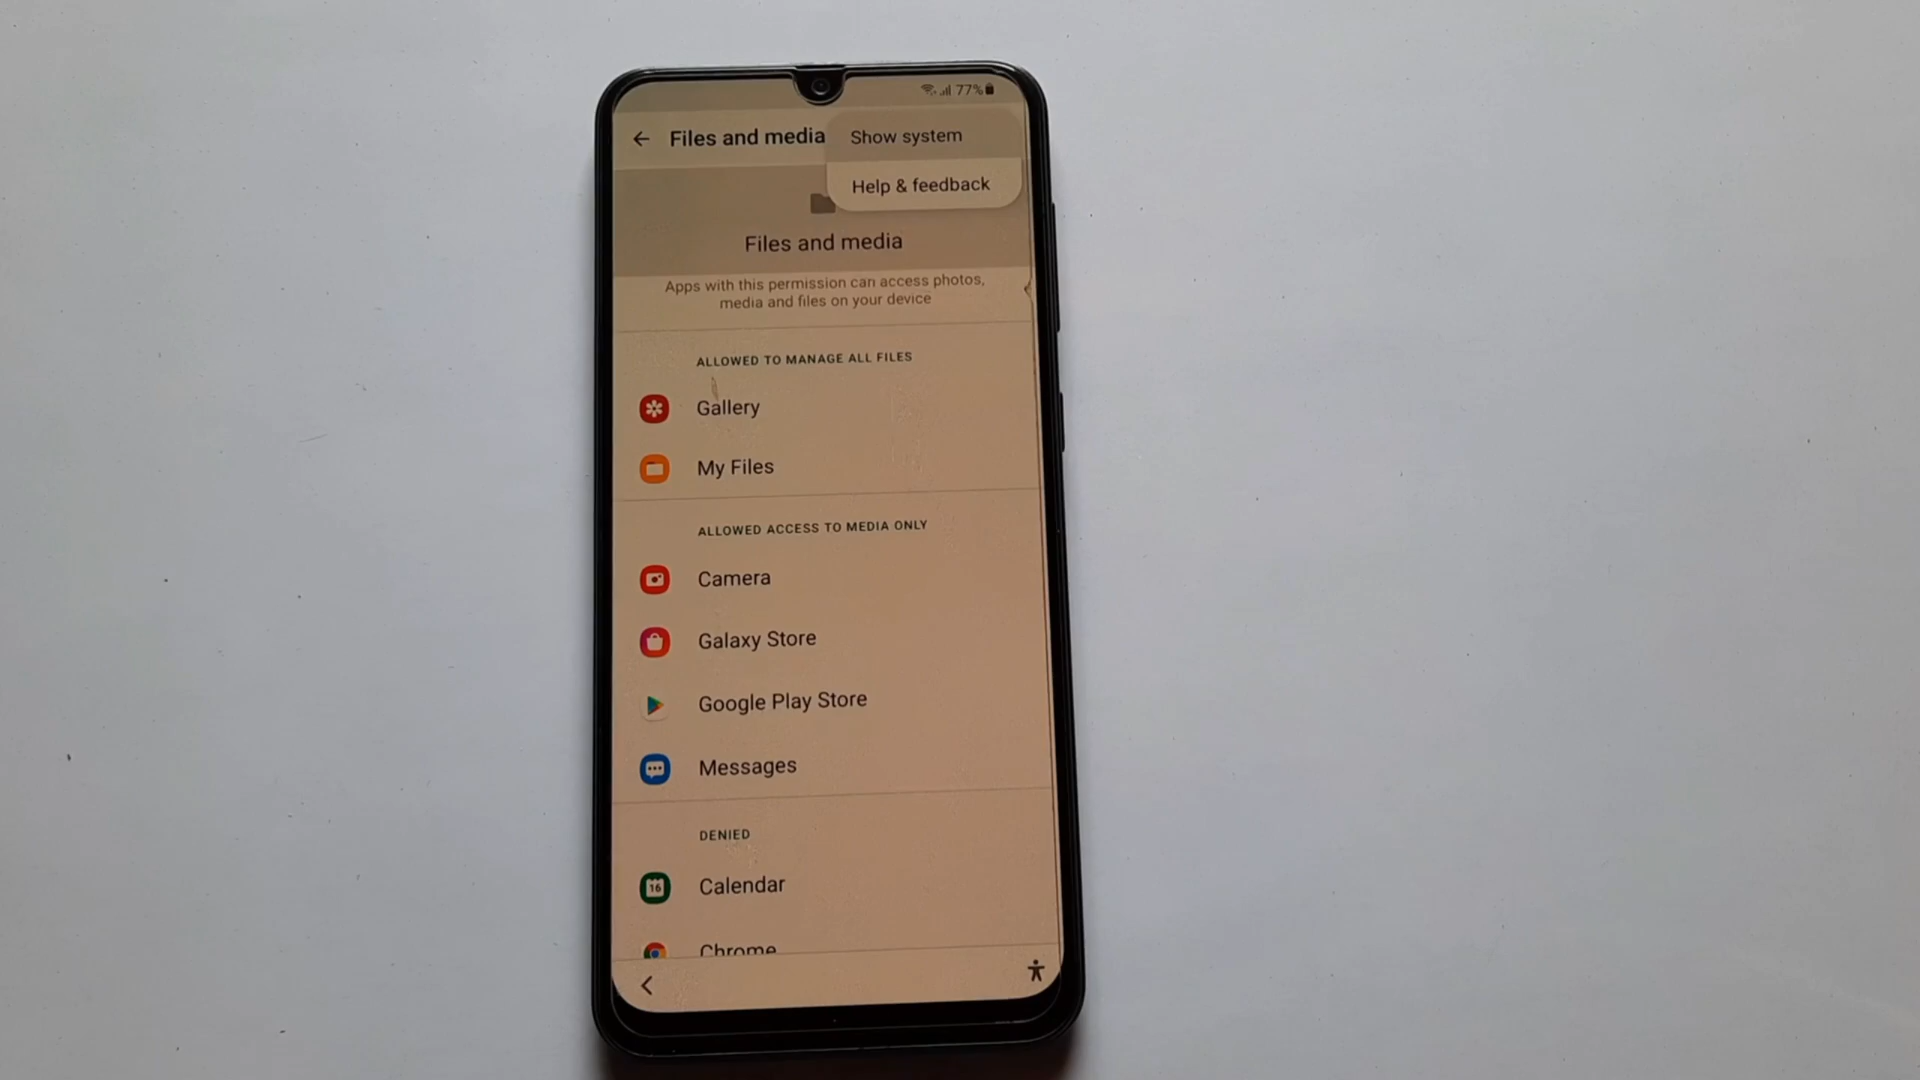 77%
Files and media
Show system
Help & feedback
Files and media
Apps with this permission can access photos,
media and files on your device
ALLOWED TO MANAGE ALL FILES
Gallery
My Files
ALLOWED ACCESS TO MEDIA ONLY
Camera
Galaxy Store
Google Play Store
Messages
DENIED
16
Calendar
Chrome